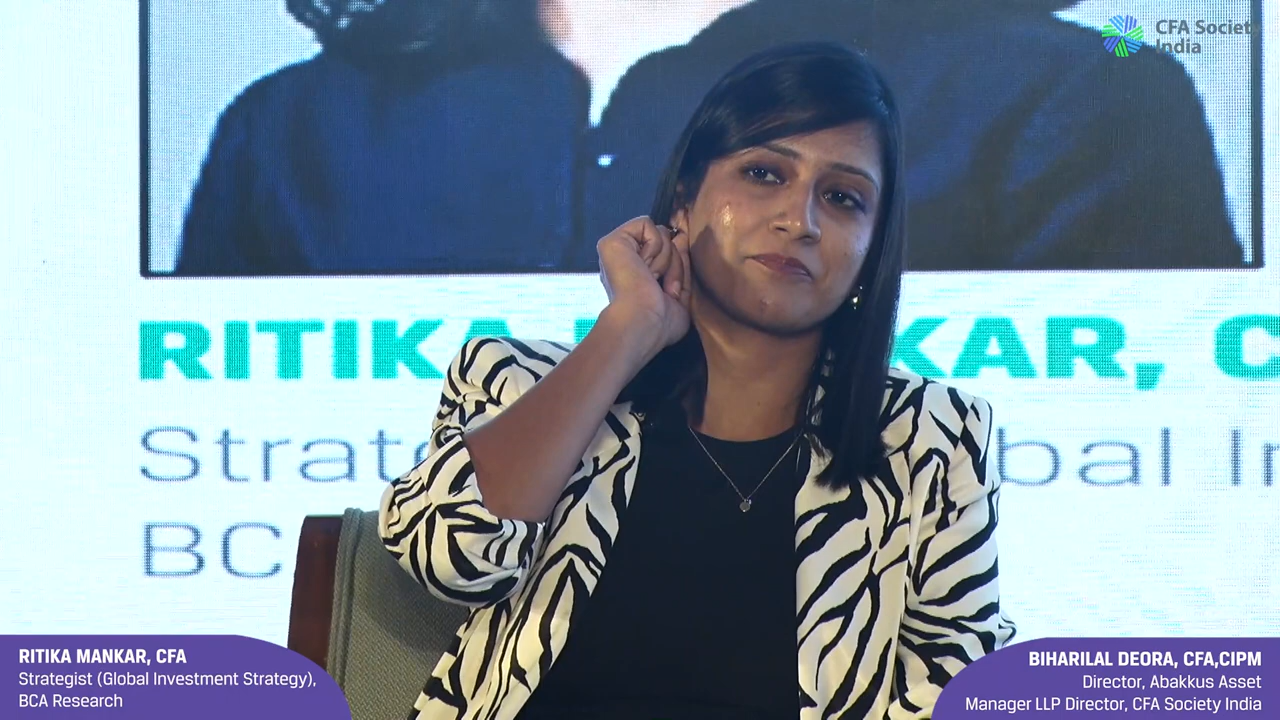 CFA Society
India
RITIKA KAR, C
Strat bal In
BC
RITIKA MANKAR, CFA
Strategist (Global Investment Strategy),
BCA Research
BIHARILAL DEORA, CFA,CIPM
Director, Abakkus Asset
Manager LLP Director, CFA Society India